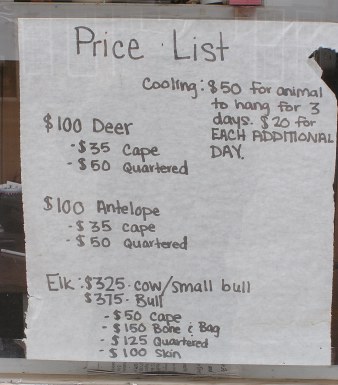 Price List
Cooling: $50 for animal
to hang for 3
days. $20 for
EACH ADDITIONAL
DAY.
$100 Deer
- $35 Cape
- $50 Quartered
$100 Antelope
- $35 cape
- $50 Quartered
Elk: $325 - cow/small bull
$375 - Bull
- $50 Cape
- $150 Bone & Bag
- $125 Quartered
- $100 Skin